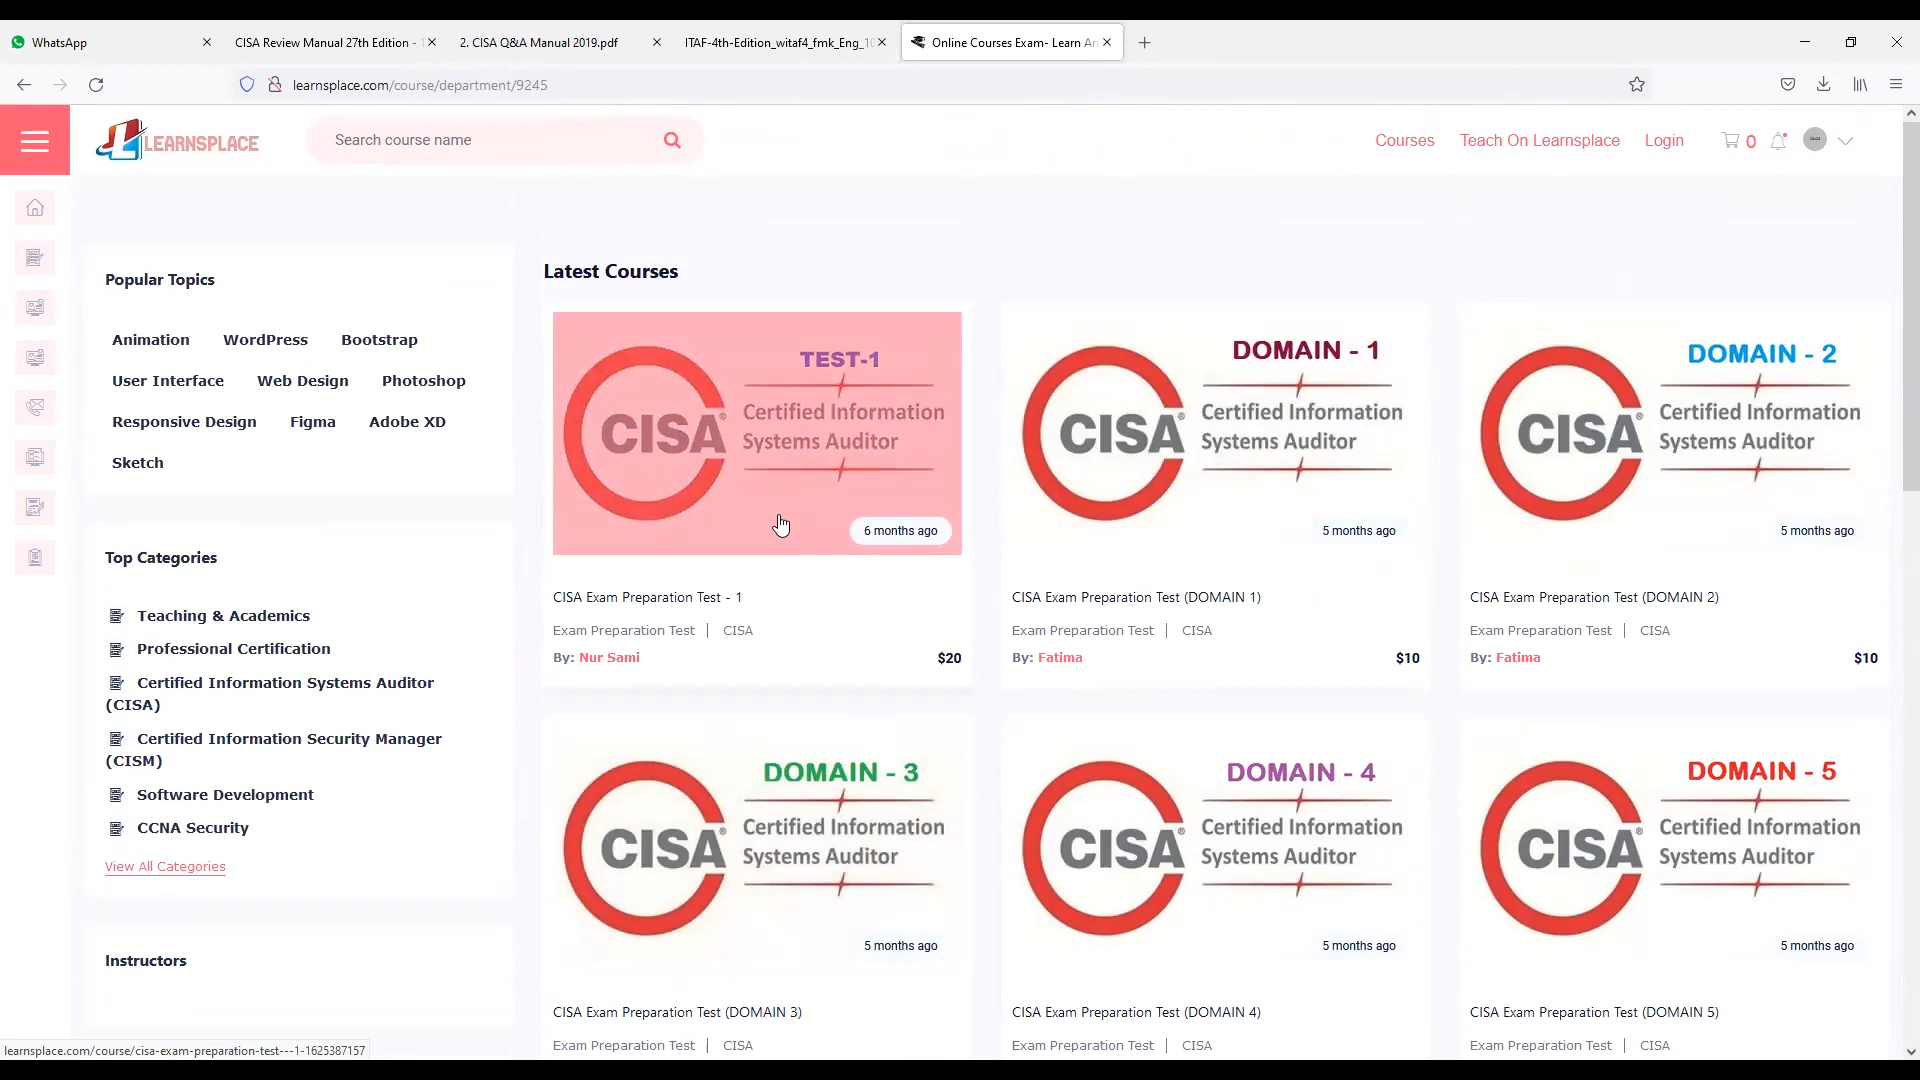 WhatsApp
CISA Review Manual 27th Edition -
2. CISA Q&A Manual 2019.pdf
ITAF-4th-Edition_witaf4_fmk_Eng_10
Online Courses Exam- Learn An
learnsplace.com/course/department/9245
LEARNSPLACE
Search course name
Courses
Teach On Learnsplace
Login
0
Popular Topics
Animation WordPress Bootstrap
User Interface Web Design Photoshop
Responsive Design Figma Adobe XD
Sketch
Top Categories
Teaching & Academics
Professional Certification
Certified Information Systems Auditor
(CISA)
Certified Information Security Manager
(CISM)
Software Development
CCNA Security
View All Categories
Instructors
Latest Courses
TEST-1
CISA®
Certified Information
Systems Auditor
6 months ago
CISA Exam Preparation Test - 1
Exam Preparation Test | CISA
By: Nur Sami $20
DOMAIN - 1
CISA®
Certified Information
Systems Auditor
5 months ago
CISA Exam Preparation Test (DOMAIN 1)
Exam Preparation Test | CISA
By: Fatima $10
DOMAIN - 2
CISA®
Certified Information
Systems Auditor
5 months ago
CISA Exam Preparation Test (DOMAIN 2)
Exam Preparation Test | CISA
By: Fatima $10
DOMAIN - 3
CISA®
Certified Information
Systems Auditor
5 months ago
CISA Exam Preparation Test (DOMAIN 3)
Exam Preparation Test | CISA
DOMAIN - 4
CISA®
Certified Information
Systems Auditor
5 months ago
CISA Exam Preparation Test (DOMAIN 4)
Exam Preparation Test | CISA
DOMAIN - 5
CISA®
Certified Information
Systems Auditor
5 months ago
CISA Exam Preparation Test (DOMAIN 5)
Exam Preparation Test | CISA
learnsplace.com/course/cisa-exam-preparation-test---1-1625387157